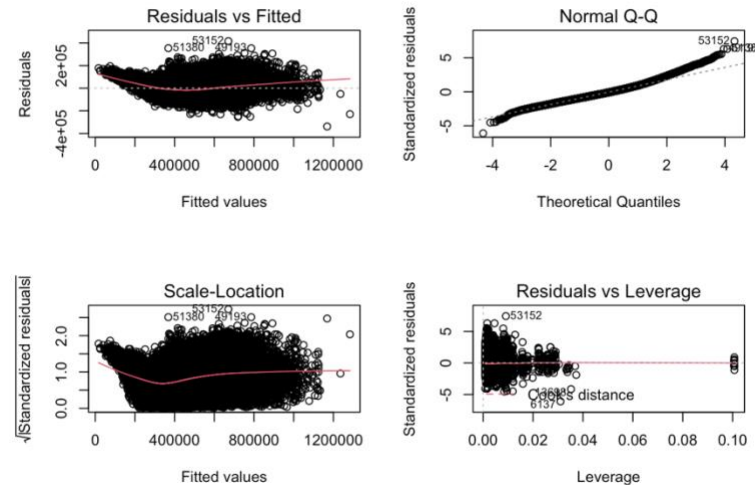 Residuals vs Fitted
Residuals
2e+05
-4e+05
53152
51380 49193
0 400000 800000 1200000
Fitted values
Normal Q-Q
Standardized residuals
5
0
-5
53152
-4 -2 0 2 4
Theoretical Quantiles
Scale-Location
√|Standardized residuals|
2.0
1.0
0.0
53152
51380 49193
0 400000 800000 1200000
Fitted values
Residuals vs Leverage
Standardized residuals
5
0
-5
53152
Cook's distance
6137
0.00 0.02 0.04 0.06 0.08 0.10
Leverage